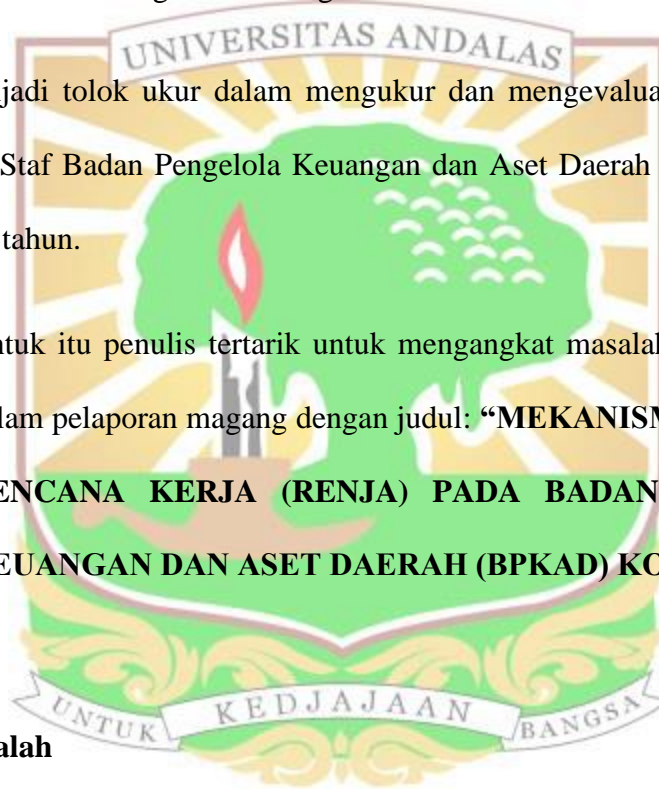 UNIVERSITAS ANDALAS
jadi tolok ukur dalam mengukur dan mengevalua
Staf Badan Pengelola Keuangan dan Aset Daerah
tahun.
ntuk itu penulis tertarik untuk mengangkat masalal
lam pelaporan magang dengan judul: “MEKANISM
ENCANA KERJA (RENJA) PADA BADAN
EUANGAN DAN ASET DAERAH (BPKAD) KO
UNTUK KEDJAJAAN BANGSA
alah